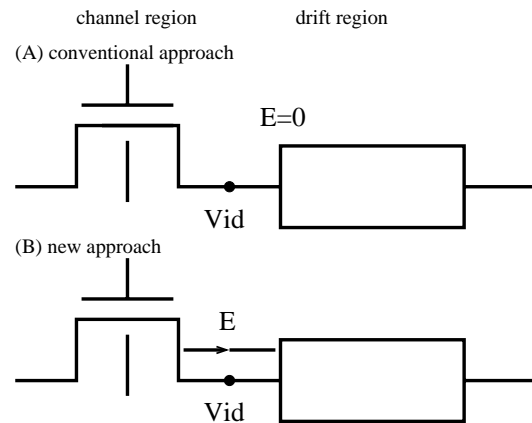 channel region drift region
(A) conventional approach
E=0
Vid
(B) new approach
E
Vid